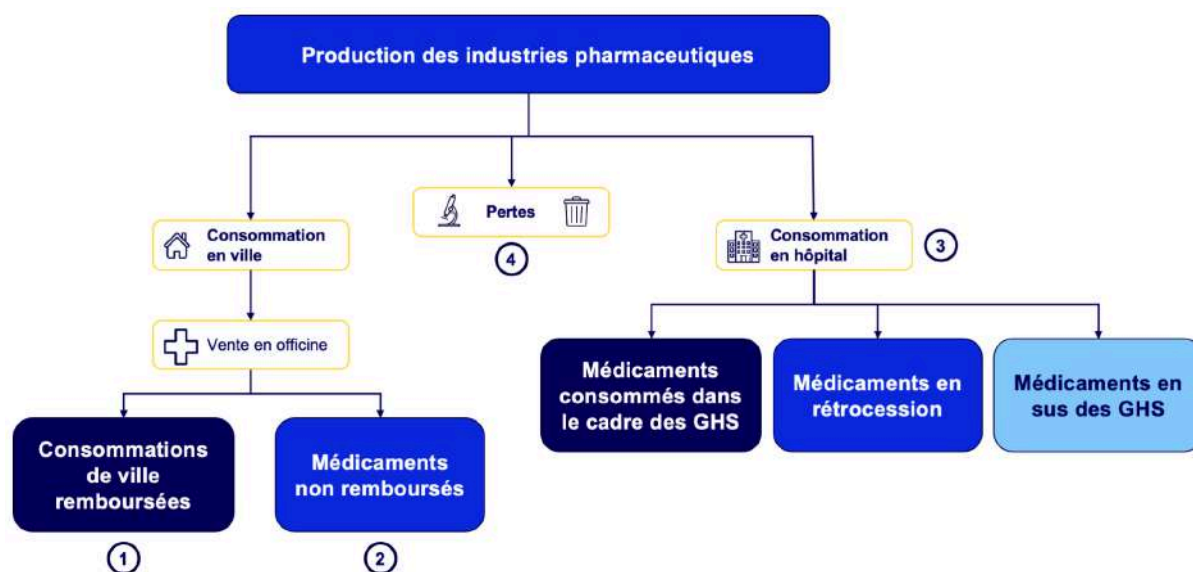 Production des industries pharmaceutiques
Pertes
4
Consommation
en ville
Consommation
en hôpital
3
Vente en officine
Médicaments
consommés dans
le cadre des GHS
Médicaments en
rétrocession
Médicaments en
sus des GHS
Consommations
de ville
remboursées
Médicaments
non remboursés
1
2